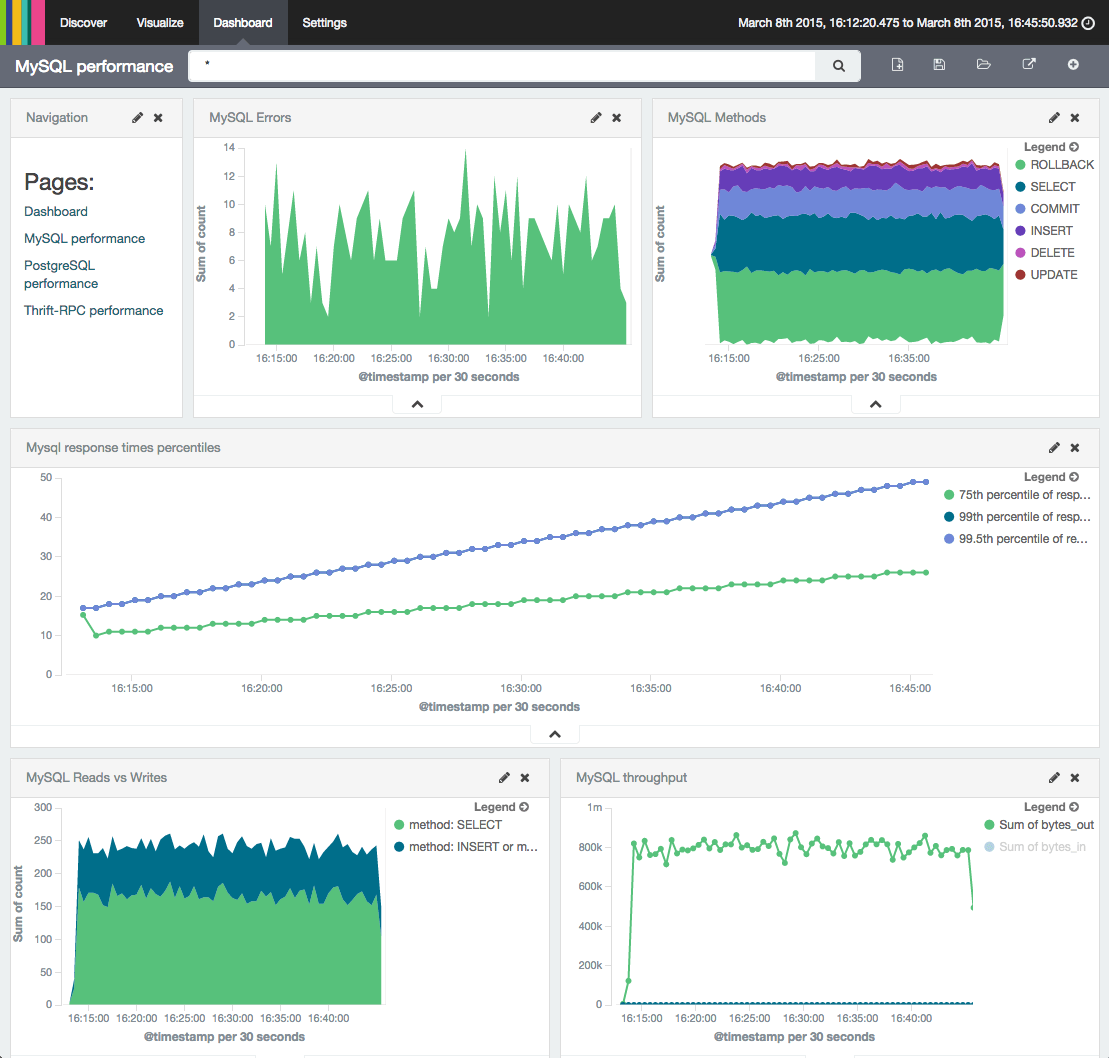 Discover Visualize Dashboard Settings March 8th 2015, 16:12:20.475 to March 8th 2015, 16:45:50.932
MySQL performance *
Navigation
Pages:
Dashboard
MySQL performance
PostgreSQL
performance
Thrift-RPC performance
MySQL Errors
Sum of count
14
12
10
8
6
4
2
0
16:15:00 16:20:00 16:25:00 16:30:00 16:35:00 16:40:00
@timestamp per 30 seconds
MySQL Methods
Sum of count
16:15:00 16:25:00 16:35:00
@timestamp per 30 seconds
Legend
ROLLBACK
SELECT
COMMIT
INSERT
DELETE
UPDATE
Mysql response times percentiles
50
40
30
20
10
0
16:15:00 16:20:00 16:25:00 16:30:00 16:35:00 16:40:00 16:45:00
@timestamp per 30 seconds
Legend
75th percentile of resp...
99th percentile of resp...
99.5th percentile of re...
MySQL Reads vs Writes
Sum of count
300
250
200
150
100
50
0
16:15:00 16:20:00 16:25:00 16:30:00 16:35:00 16:40:00
@timestamp per 30 seconds
Legend
method: SELECT
method: INSERT or m...
MySQL throughput
1m
800k
600k
400k
200k
0
16:15:00 16:20:00 16:25:00 16:30:00 16:35:00 16:40:00
@timestamp per 30 seconds
Legend
Sum of bytes_out
Sum of bytes_in